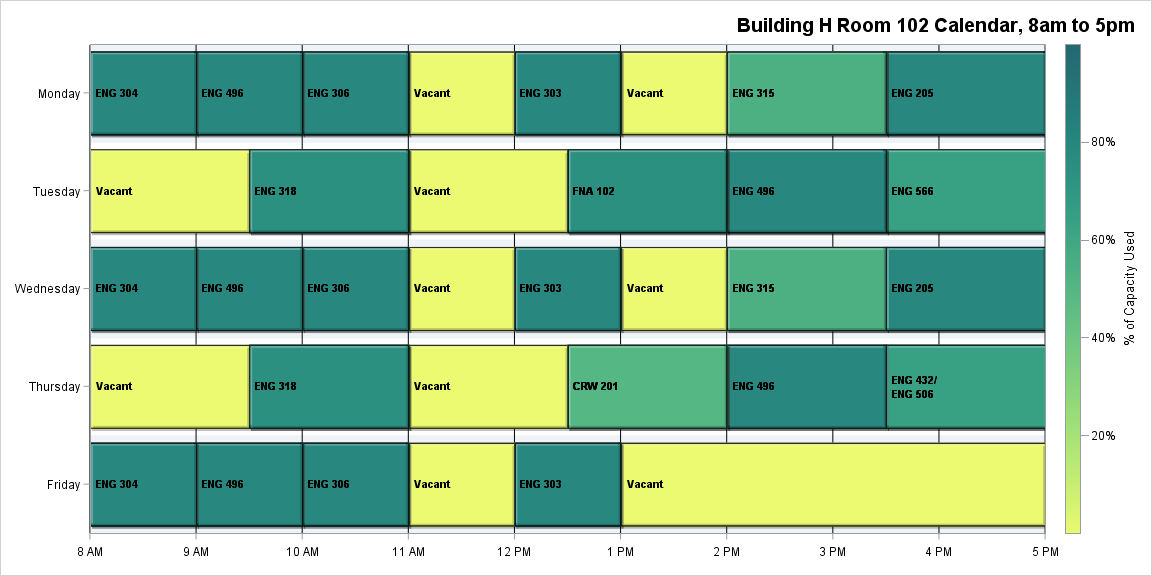 Building H Room 102 Calendar, 8am to 5pm
Monday
ENG 304
ENG 496
ENG 306
Vacant
ENG 303
Vacant
ENG 315
ENG 205
Tuesday
Vacant
ENG 318
Vacant
FNA 102
ENG 496
ENG 566
Wednesday
ENG 304
ENG 496
ENG 306
Vacant
ENG 303
Vacant
ENG 315
ENG 205
Thursday
Vacant
ENG 318
Vacant
CRW 201
ENG 496
ENG 432/
ENG 506
Friday
ENG 304
ENG 496
ENG 306
Vacant
ENG 303
Vacant
8 AM
9 AM
10 AM
11 AM
12 PM
1 PM
2 PM
3 PM
4 PM
5 PM
80%
60%
40%
20%
% of Capacity Used